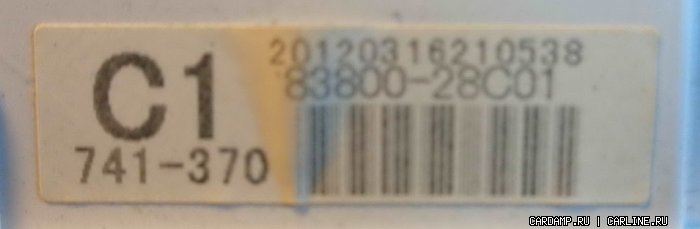 C1
741-370
20120316210538
83800-28C01
CARDAMP.RU | CARLINE.RU